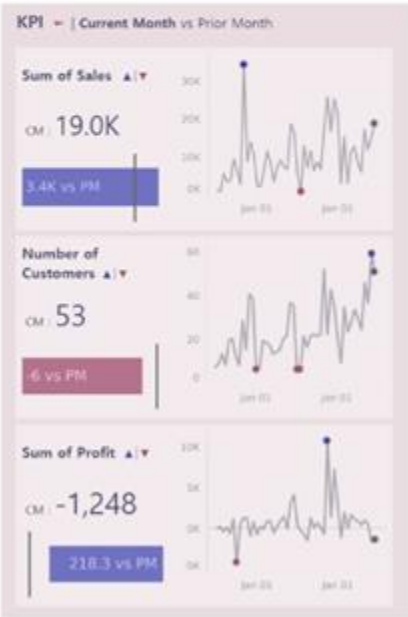 KPI - | Current Month vs Prior Month
Sum of Sales ▲|▼
CM : 19.0K
3.4K vs PM
30K
20K
10K
0K
Jan 01 Jan 01
Number of
Customers ▲|▼
CM : 53
-6 vs PM
60
40
20
0
Jan 01 Jan 01
Sum of Profit ▲|▼
CM : -1,248
218.3 vs PM
10K
5K
0K
Jan 01 Jan 01